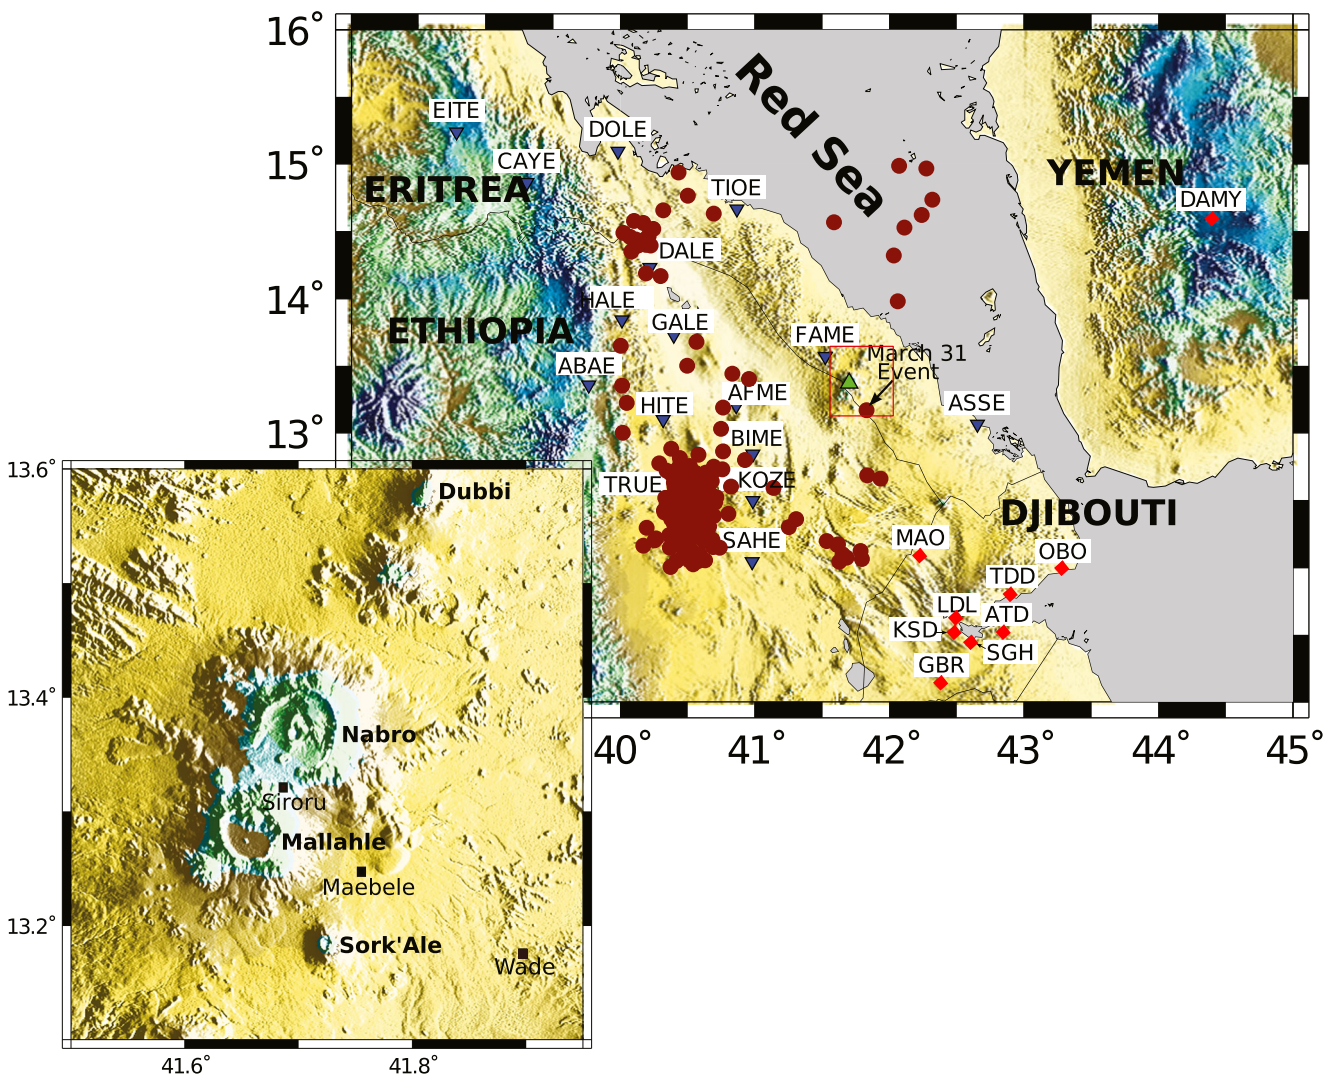 16°
15°
14°
13°
Red Sea
EITE
DOLE
CAYE
ERITREA
TIOE
YEMEN
DAMY
DALE
HALE
GALE
ETHIOPIA
FAME
March 31
Event
ABAE
AFME
HITE
ASSE
BIME
TRUE
KOZE
DJIBOUTI
SAHE
MAO
OBO
TDD
LDL
ATD
KSD
SGH
GBR
40°
41°
42°
43°
44°
45°
13.6°
13.4°
13.2°
Dubbi
Nabro
Siroru
Mallahle
Maebele
Sork'Ale
Wade
41.6°
41.8°